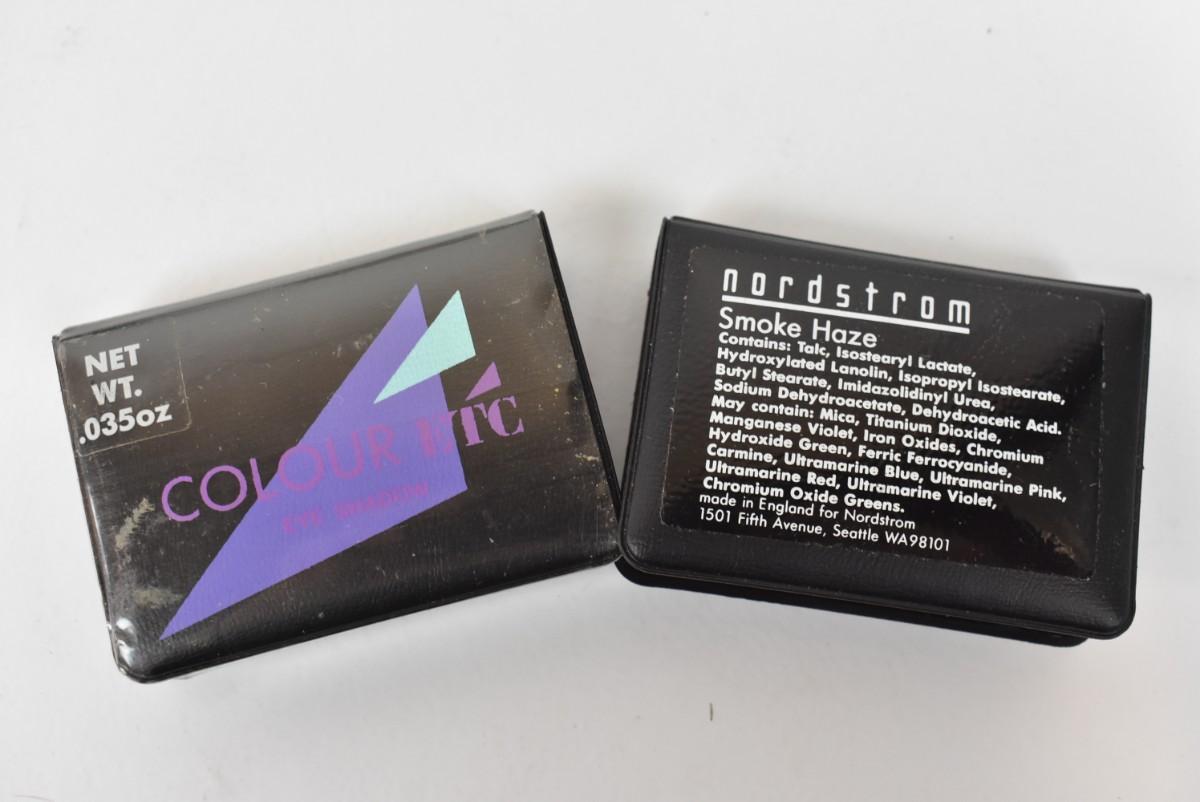 NET
WT.
.035oz
COLOUR ETC
EYE SHADOW
nordstrom
Smoke Haze
Contains: Talc, Isostearyl Lactate,
Hydroxylated Lanolin, Isopropyl Isostearate,
Butyl Stearate, Imidazolidinyl Urea,
Sodium Dehydroacetate, Dehydroacetic Acid.
May contain: Mica, Titanium Dioxide,
Manganese Violet, Iron Oxides, Chromium
Hydroxide Green, Ferric Ferrocyanide,
Carmine, Ultramarine Blue, Ultramarine Pink,
Ultramarine Red, Ultramarine Violet,
Chromium Oxide Greens.
made in England for Nordstrom
1501 Fifth Avenue, Seattle WA98101